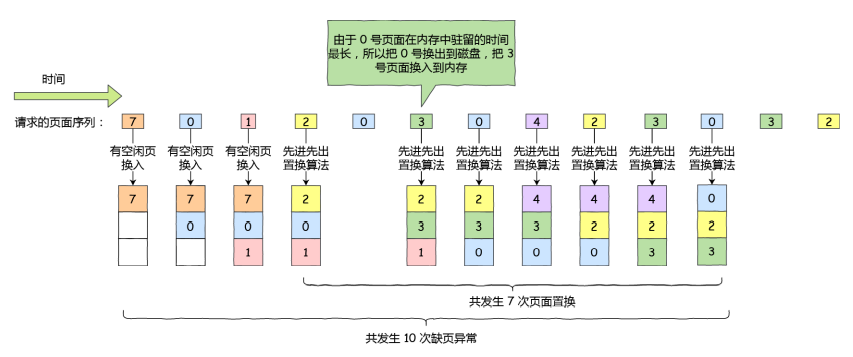 由于 0 号页面在内存中驻留的时间
最长，所以把 0 号换出到磁盘，把 3
号页面换入到内存
时间
请求的页面序列： 7 0 1 2 0 3 0 4 2 3 0 3 2
有空闲页 有空闲页 有空闲页 先进先出 先进先出 先进先出 先进先出 先进先出 先进先出 先进先出
换入 换入 换入 置换算法 置换算法 置换算法 置换算法 置换算法 置换算法 置换算法
7 7 7 2 2 2 4 4 4 0
0 0 0 3 3 3 2 2 2
1 1 1 0 0 0 3 3
共发生 7 次页面置换
共发生 10 次缺页异常